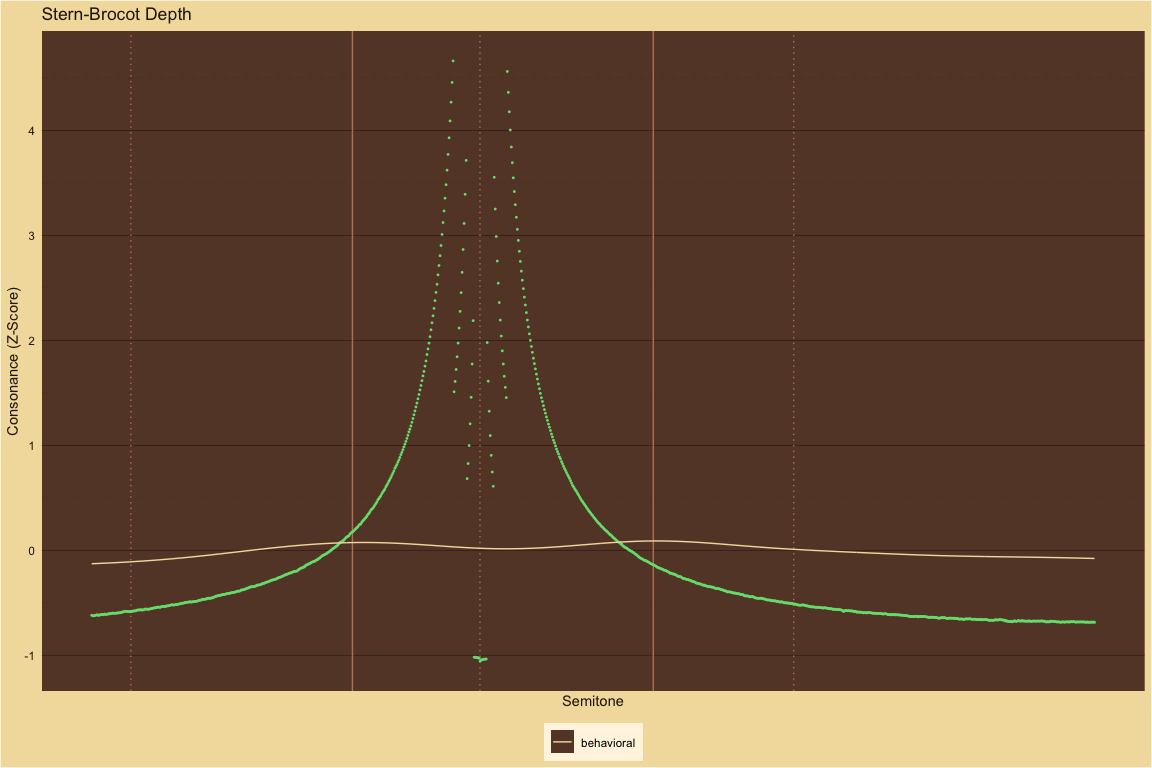 Stern-Brocot Depth
Consonance (Z-Score)
4
3
2
1
0
-1
Semitone
behavioral